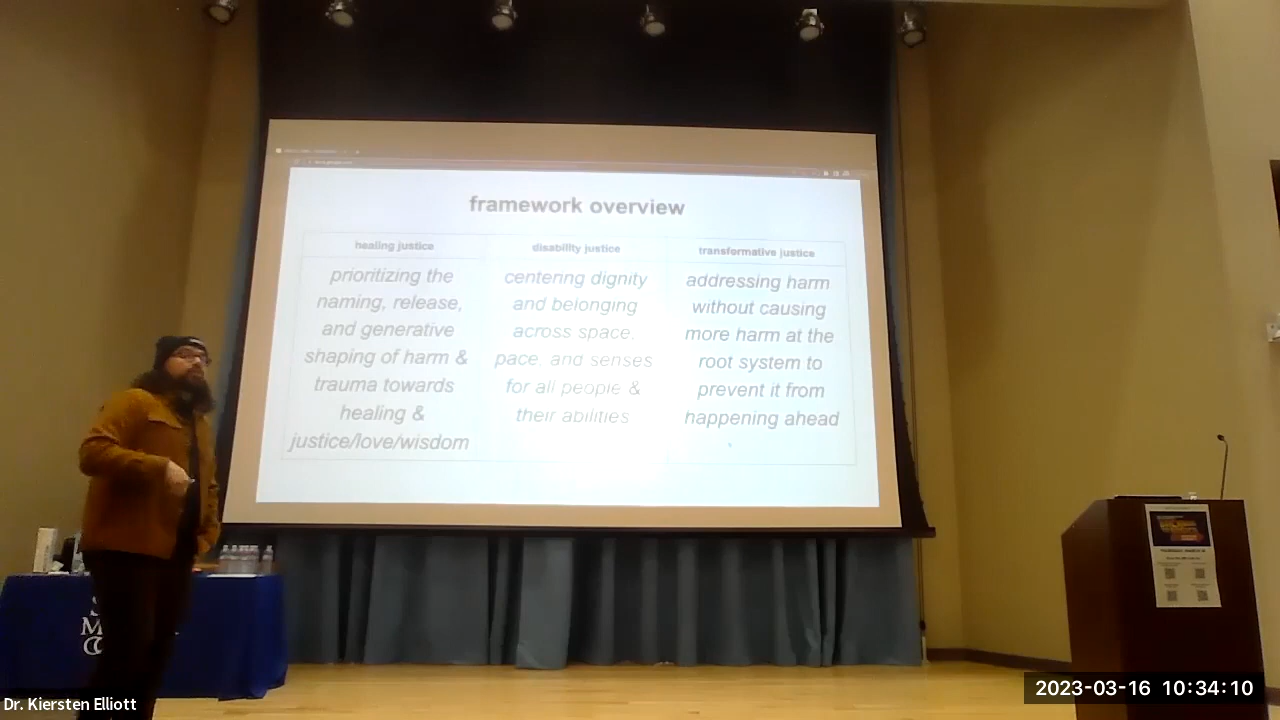 framework overview
healing justice
prioritizing the
naming, release,
and generative
shaping of harm &
trauma towards
healing &
justice/love/wisdom
disability justice
centering dignity
and belonging
across space,
pace, and senses
for all people &
their abilities
transformative justice
addressing harm
without causing
more harm at the
root system to
prevent it from
happening ahead
Dr. Kiersten Elliott
2023-03-16 10:34:10